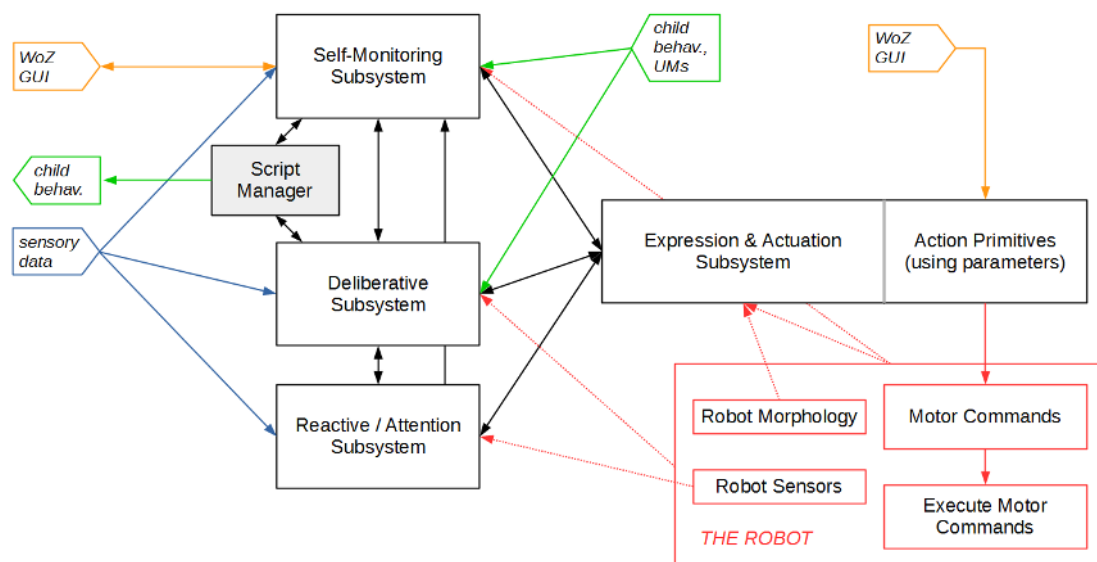 WoZ
GUI
Self-Monitoring
Subsystem
child
behav.,
UMs
WoZ
GUI
Script
Manager
child
behav.
sensory
data
Deliberative
Subsystem
Expression & Actuation
Subsystem
Action Primitives
(using parameters)
Reactive / Attention
Subsystem
Robot Morphology
Motor Commands
Robot Sensors
Execute Motor
Commands
THE ROBOT